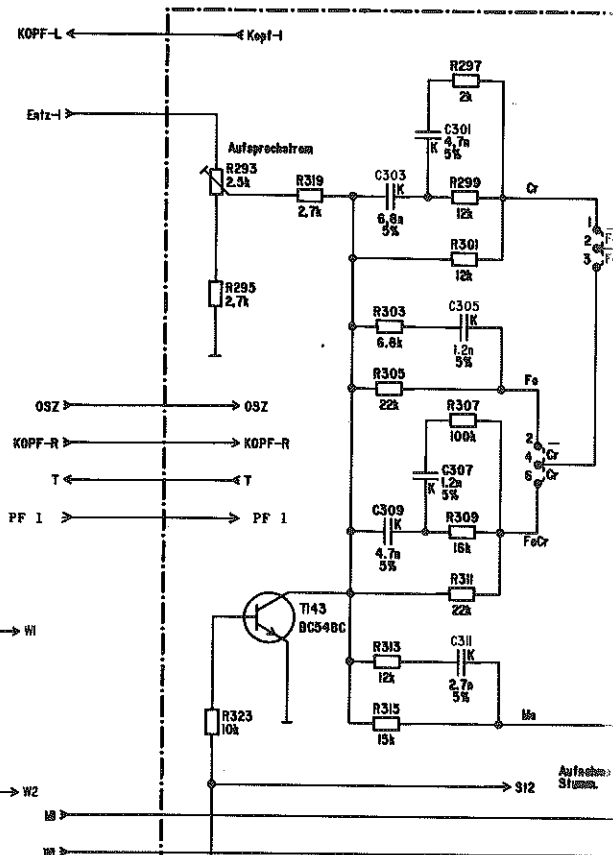 KOPF-L
Kopf-l
Entz-l
Aufsprechstrom
R293
2.5k
R295
2,7k
R319
2,7k
C303
K
6,8n
5%
R297
2k
C301
4,7n
K
5%
R299
12k
Cr
R301
12k
1
2
3
R303
6.8k
C305
K
1.2n
5%
R305
22k
Fe
R307
100k
C307
1.2n
K
5%
2
4
6
Cr
Cr
C309
K
4.7n
5%
R309
16k
FeCr
R311
22k
OSZ
OSZ
KOPF-R
KOPF-R
T
T
PF 1
PF 1
T143
BC548C
W1
R313
12k
C311
K
2.7n
5%
R315
15k
Me
R323
10k
W2
S12
Stumm.